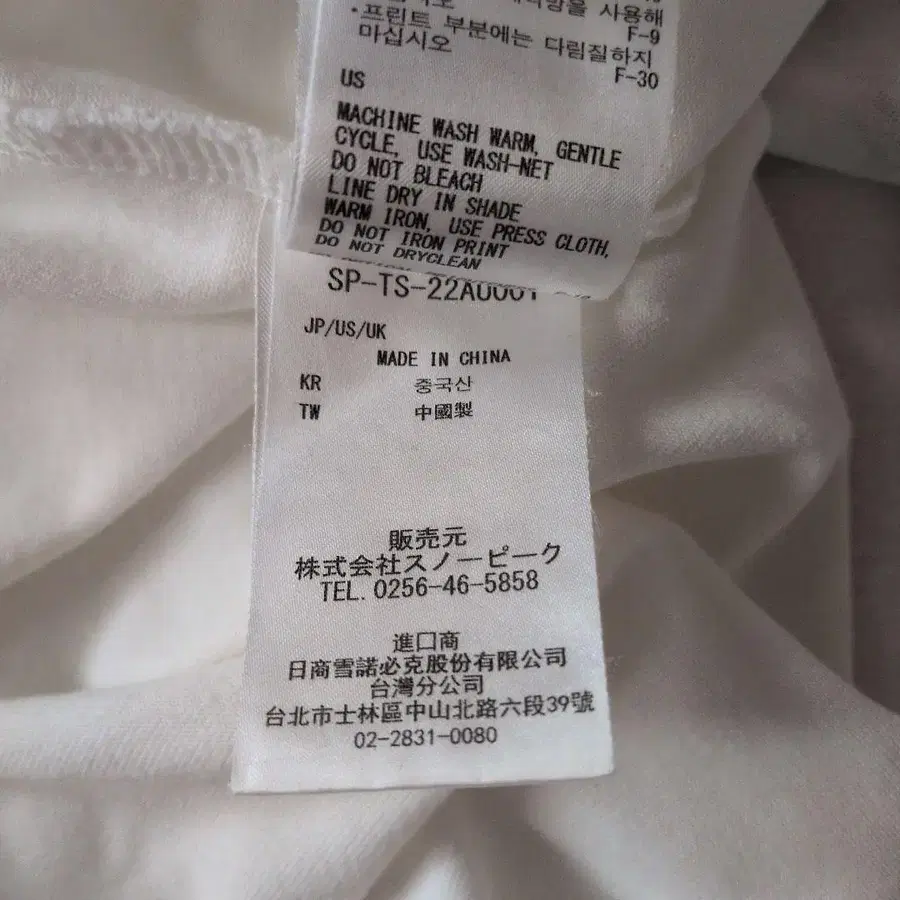 사용해
F-9
·프린트 부분에는 다림질하지
마십시오
F-30
US
MACHINE WASH WARM, GENTLE
CYCLE, USE WASH-NET
DO NOT BLEACH
LINE DRY IN SHADE
WARM IRON, USE PRESS CLOTH,
DO NOT IRON PRINT
DO NOT DRYCLEAN
SP-TS-22AU001
JP/US/UK
MADE IN CHINA
KR 중국산
TW 中國製
販売元
株式会社スノーピーク
TEL.0256-46-5858
進口商
日商雪諾必克股份有限公司
台灣分公司
台北市士林區中山北路六段39號
02-2831-0080